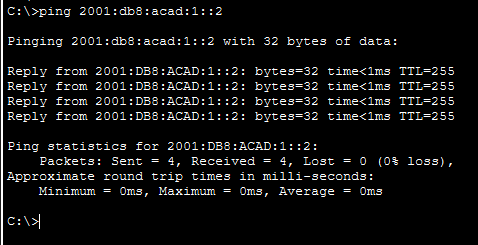 C:\>ping 2001:db8:acad:1::2
Pinging 2001:db8:acad:1::2 with 32 bytes of data:
Reply from 2001:DB8:ACAD:1::2: bytes=32 time<1ms TTL=255
Reply from 2001:DB8:ACAD:1::2: bytes=32 time<1ms TTL=255
Reply from 2001:DB8:ACAD:1::2: bytes=32 time<1ms TTL=255
Reply from 2001:DB8:ACAD:1::2: bytes=32 time<1ms TTL=255
Ping statistics for 2001:DB8:ACAD:1::2:
Packets: Sent = 4, Received = 4, Lost = 0 (0% loss),
Approximate round trip times in milli-seconds:
Minimum = 0ms, Maximum = 0ms, Average = 0ms
C:\>